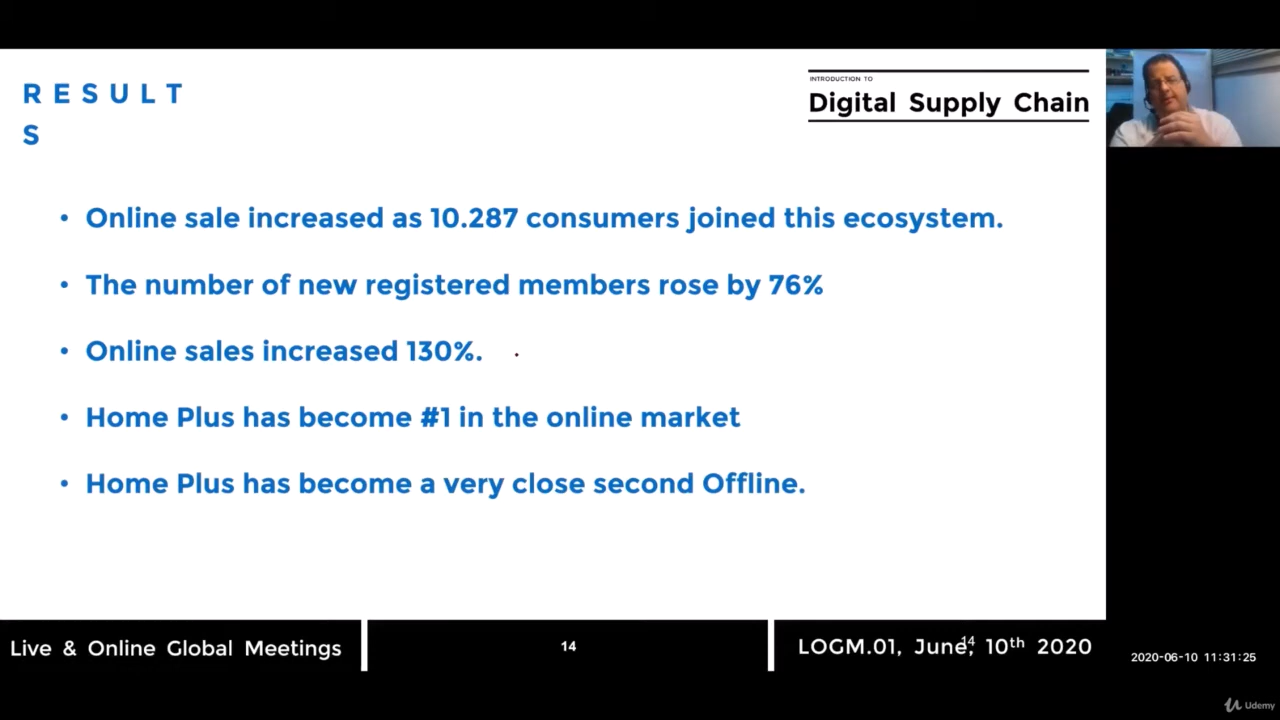 R E S U L T
S
INTRODUCTION TO
Digital Supply Chain
• Online sale increased as 10.287 consumers joined this ecosystem.
• The number of new registered members rose by 76%
• Online sales increased 130%.
• Home Plus has become #1 in the online market
• Home Plus has become a very close second Offline.
Live & Online Global Meetings
14
LOGM.01, June, 10th 2020
14
2020-06-10 11:31:25
Udemy